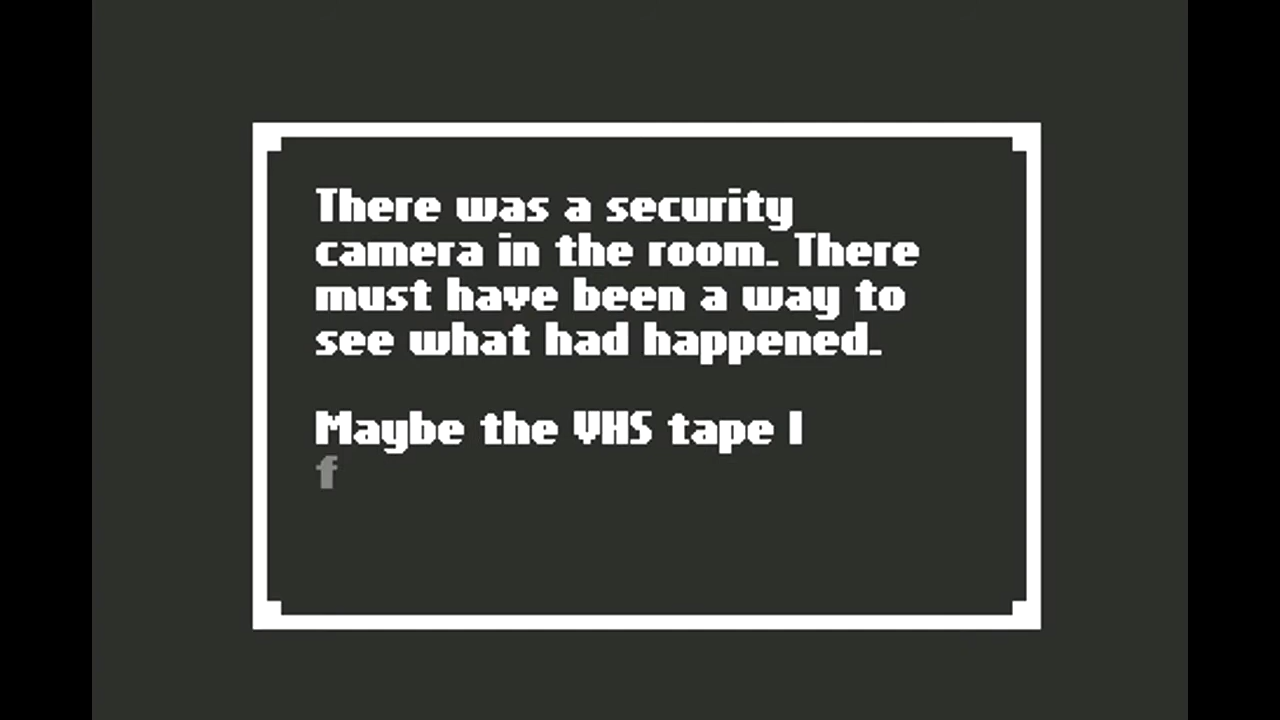 There was a security
camera in the room. There
must have been a way to
see what had happened.
Maybe the VHS tape I
f